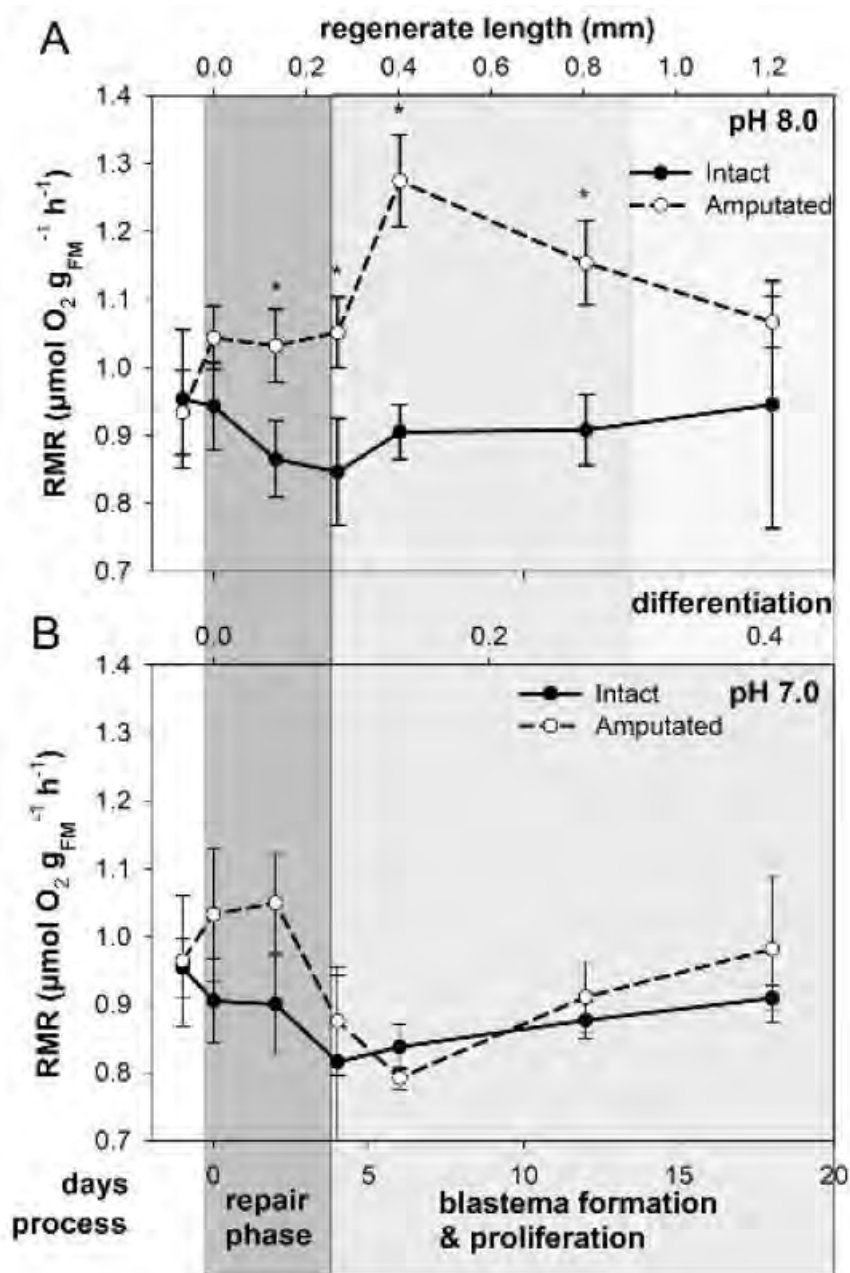 A
regenerate length (mm)
0.0 0.2 0.4 0.6 0.8 1.0 1.2
1.4
1.3
1.2
1.1
1.0
0.9
0.8
0.7
RMR (µmol O₂ g_FM⁻¹ h⁻¹)
pH 8.0
Intact
Amputated
*
*
*
*
differentiation
B
0.0 0.2 0.4
1.4
1.3
1.2
1.1
1.0
0.9
0.8
0.7
RMR (µmol O₂ g_FM⁻¹ h⁻¹)
Intact
Amputated
pH 7.0
days
0 5 10 15 20
process
repair
phase
blastema formation
& proliferation